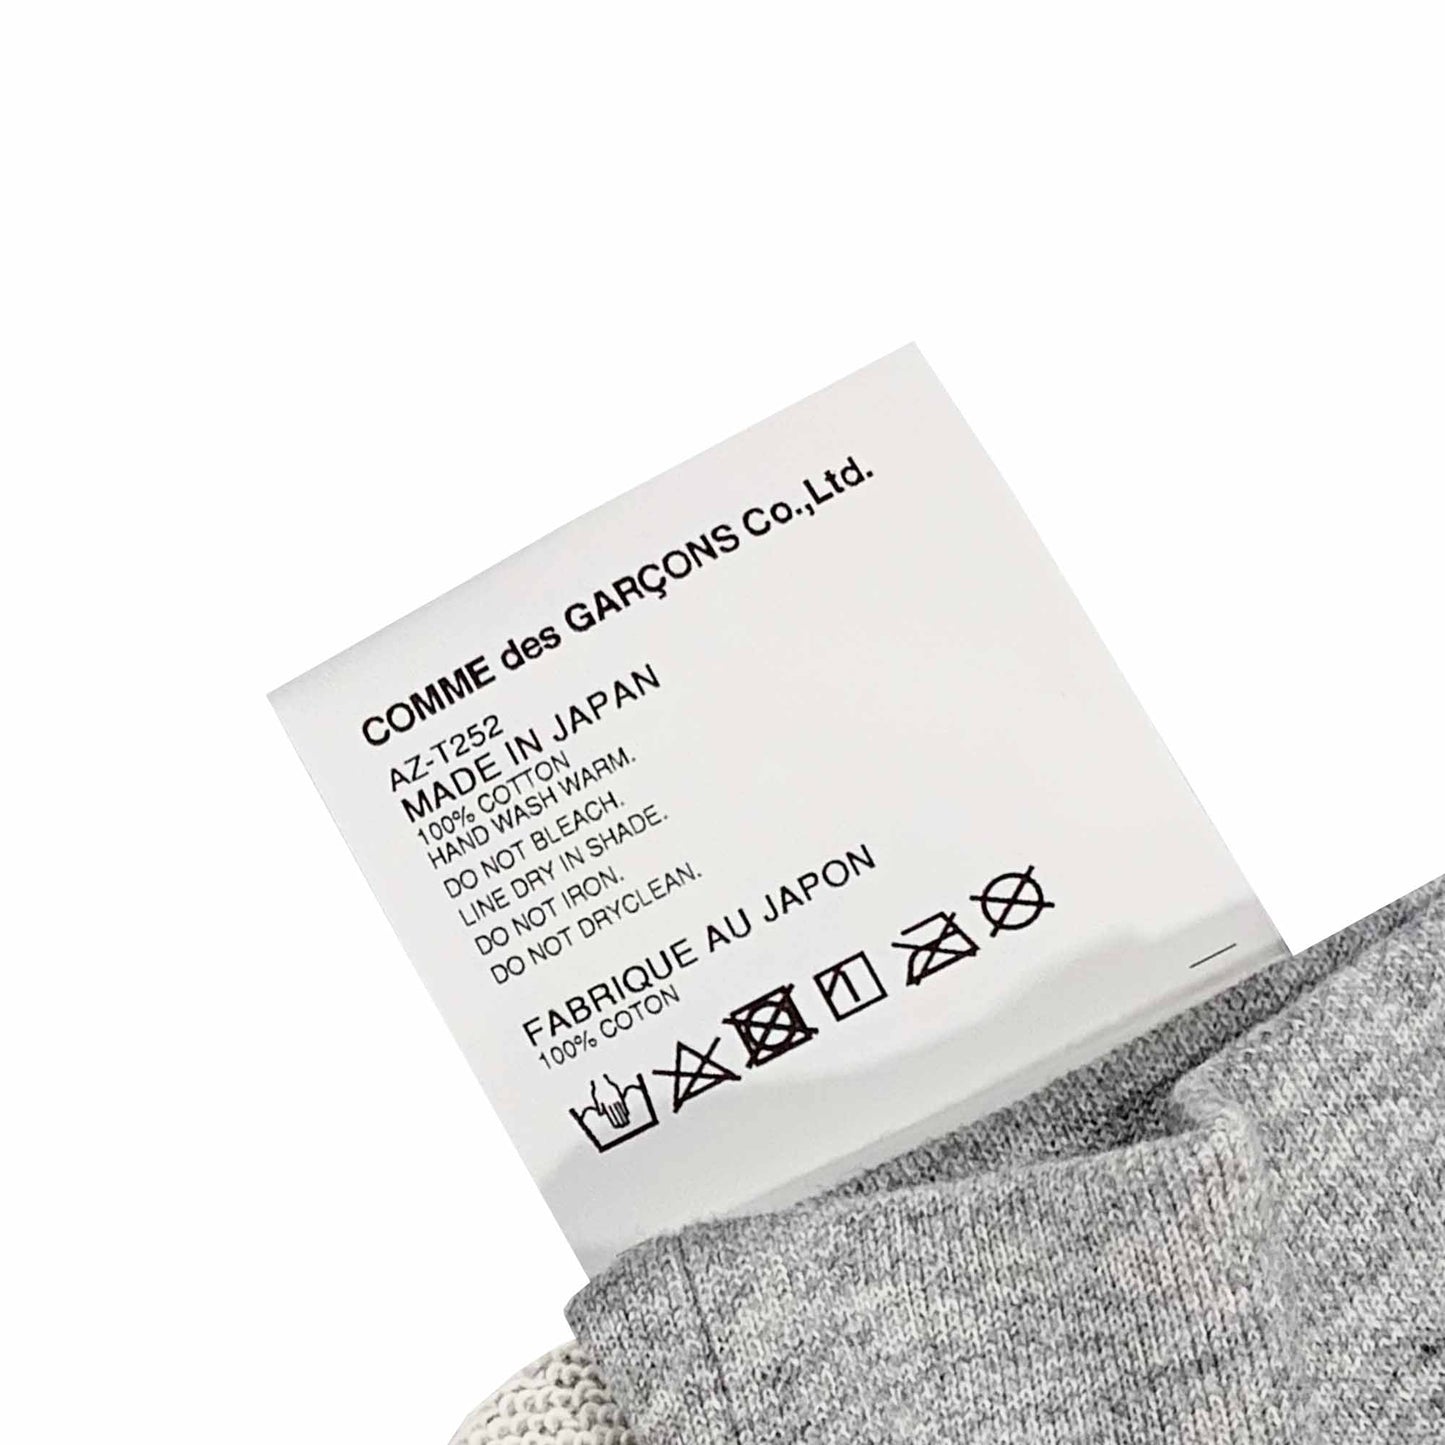 COMME des GARÇONS Co.,Ltd.
AZ-T252
MADE IN JAPAN
100% COTTON
HAND WASH WARM.
DO NOT BLEACH.
LINE DRY IN SHADE.
DO NOT IRON.
DO NOT DRYCLEAN.
FABRIQUE AU JAPON
100% COTON